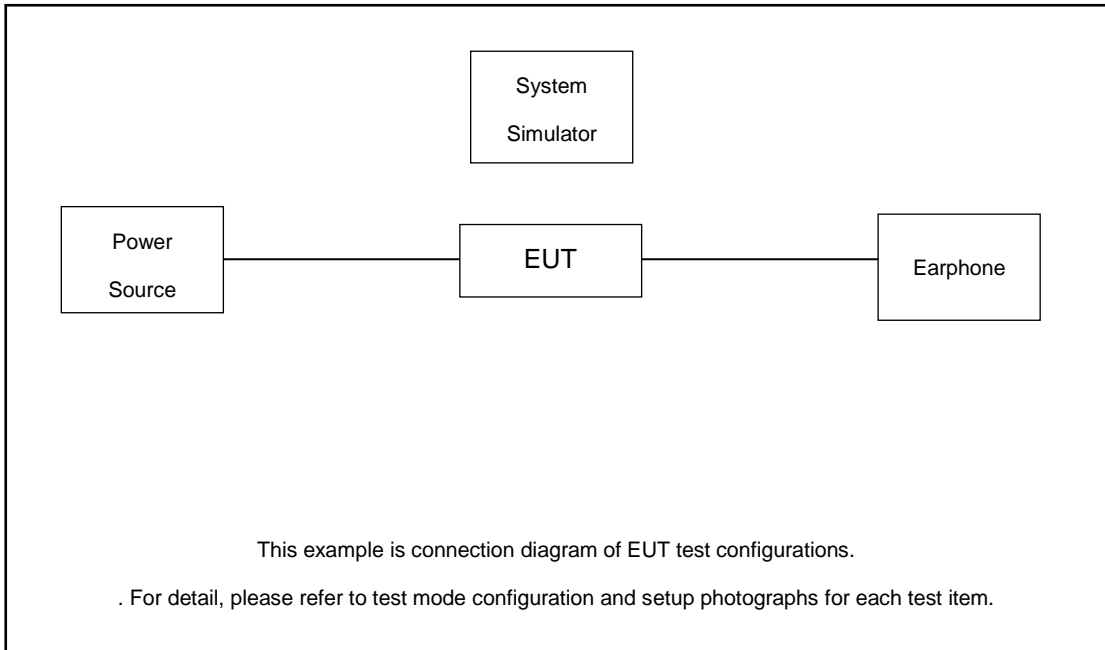 System
Simulator
Power
Source
EUT
Earphone
This example is connection diagram of EUT test configurations.
. For detail, please refer to test mode configuration and setup photographs for each test item.